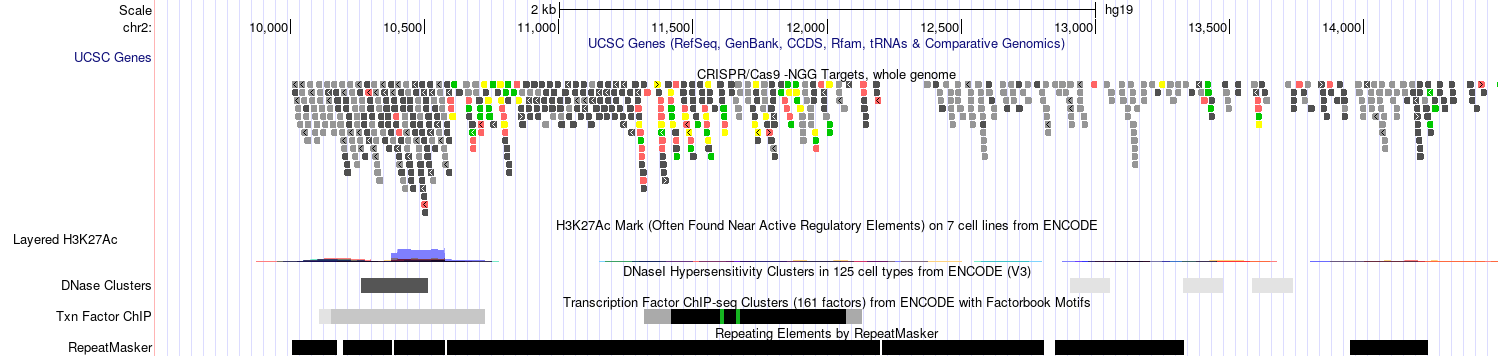 Scale 2 kb hg19
chr2: 10,000 10,500 11,000 11,500 12,000 12,500 13,000 13,500 14,000
UCSC Genes (RefSeq, GenBank, CCDS, Rfam, tRNAs & Comparative Genomics)
UCSC Genes
CRISPR/Cas9 -NGG Targets, whole genome
H3K27Ac Mark (Often Found Near Active Regulatory Elements) on 7 cell lines from ENCODE
Layered H3K27Ac
DNaseI Hypersensitivity Clusters in 125 cell types from ENCODE (V3)
DNase Clusters
Transcription Factor ChIP-seq Clusters (161 factors) from ENCODE with Factorbook Motifs
Txn Factor ChIP
Repeating Elements by RepeatMasker
RepeatMasker